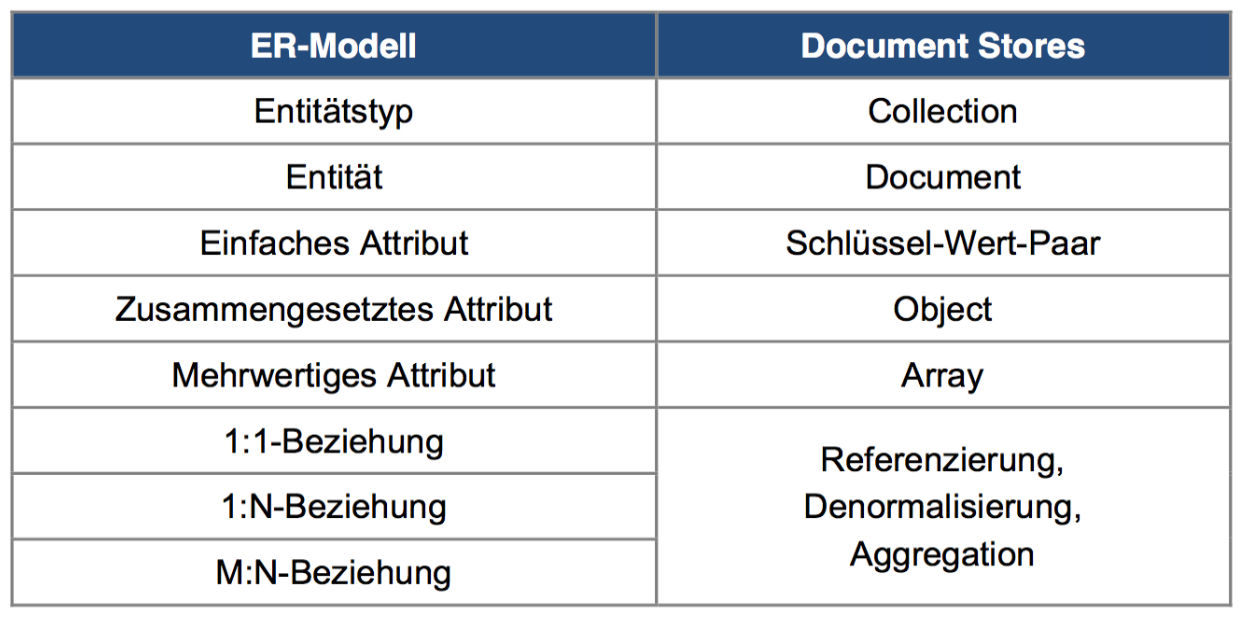 ER-Modell
Document Stores
Entitätstyp
Collection
Entität
Document
Einfaches Attribut
Schlüssel-Wert-Paar
Zusammengesetztes Attribut
Object
Mehrwertiges Attribut
Array
1:1-Beziehung
1:N-Beziehung
M:N-Beziehung
Referenzierung,
Denormalisierung,
Aggregation